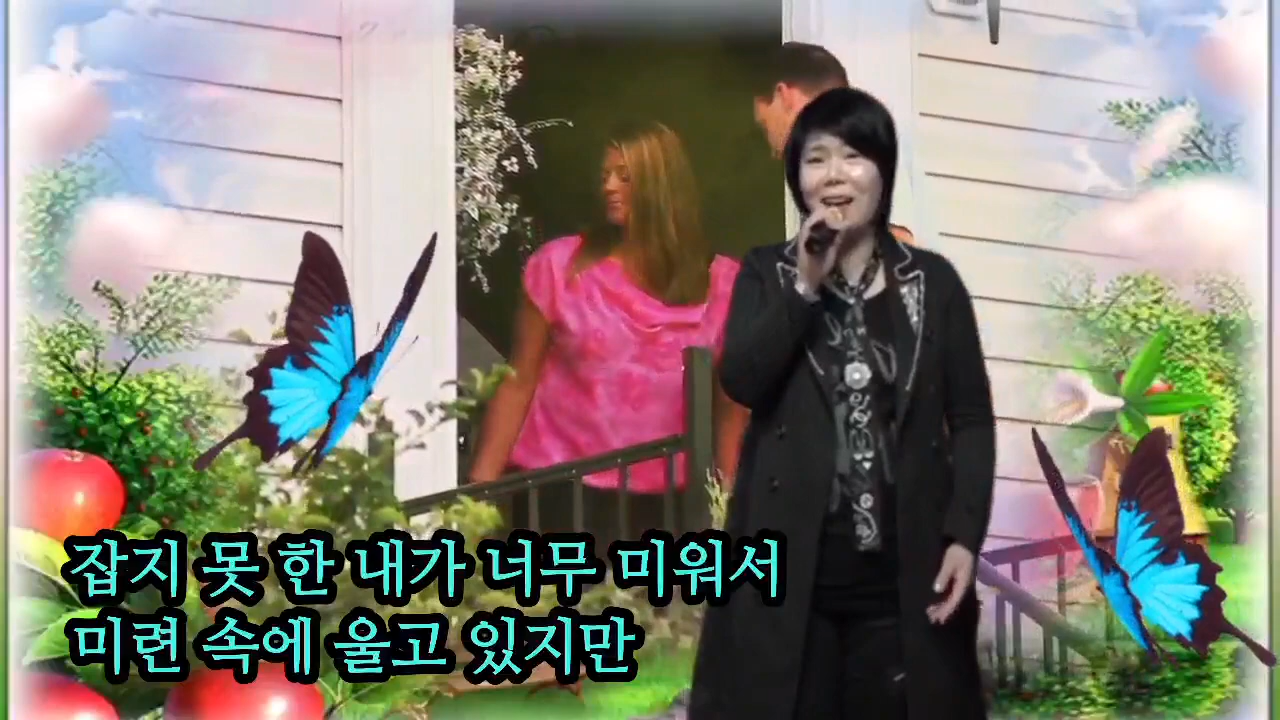 잡지 못 한 내가 너무 미워서
미련 속에 울고 있지만